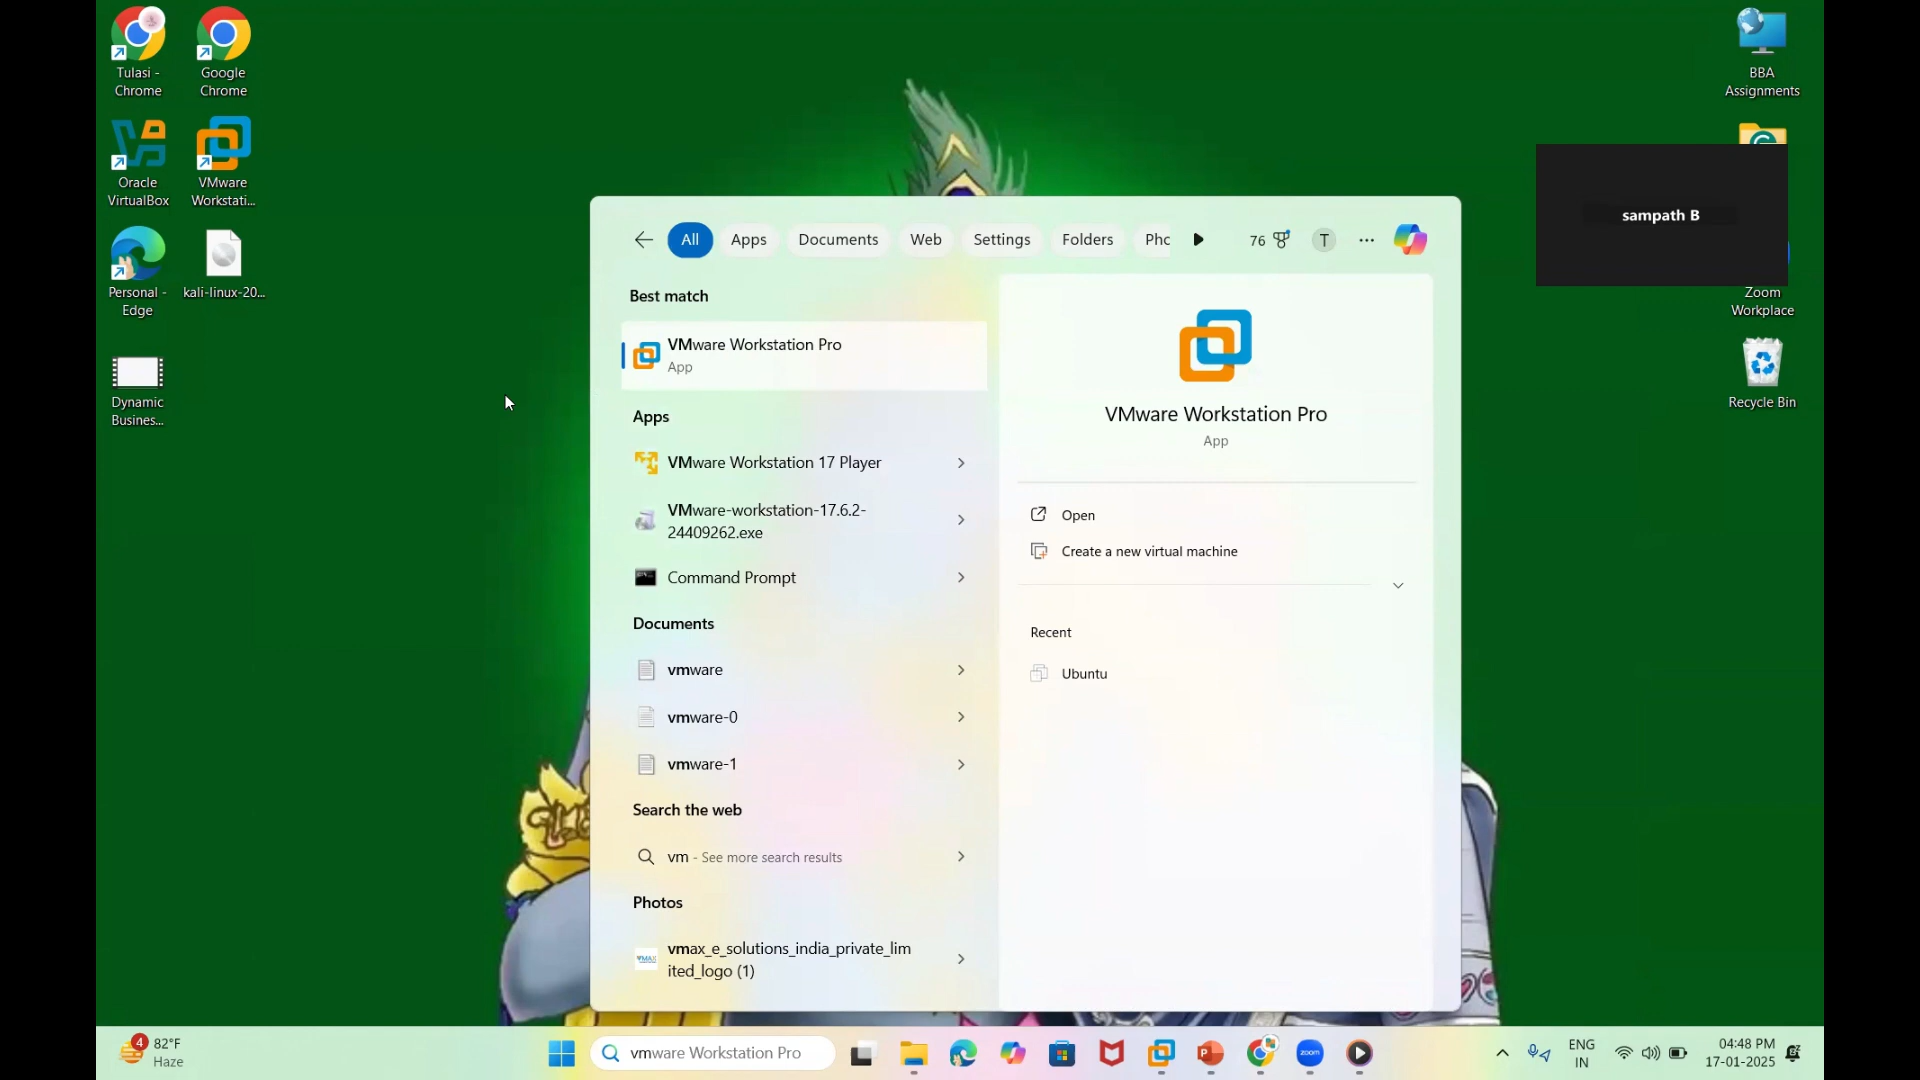 Tulasi -
Chrome
Google
Chrome
Oracle
VirtualBox
VMware
Workstati...
Personal -
Edge
kali-linux-20...
Dynamic
Busines...
BBA
Assignments
sampath B
Zoom
Workplace
Recycle Bin
All
Apps
Documents
Web
Settings
Folders
Phc
76
T
Best match
VMware Workstation Pro
App
Apps
VMware Workstation 17 Player
VMware-workstation-17.6.2-
24409262.exe
Command Prompt
Documents
vmware
vmware-0
vmware-1
Search the web
vm - See more search results
Photos
vmax_e_solutions_india_private_lim
ited_logo (1)
VMware Workstation Pro
App
Open
Create a new virtual machine
Recent
Ubuntu
4
82°F
Haze
vmware Workstation Pro
zoom
ENG
IN
04:48 PM
17-01-2025